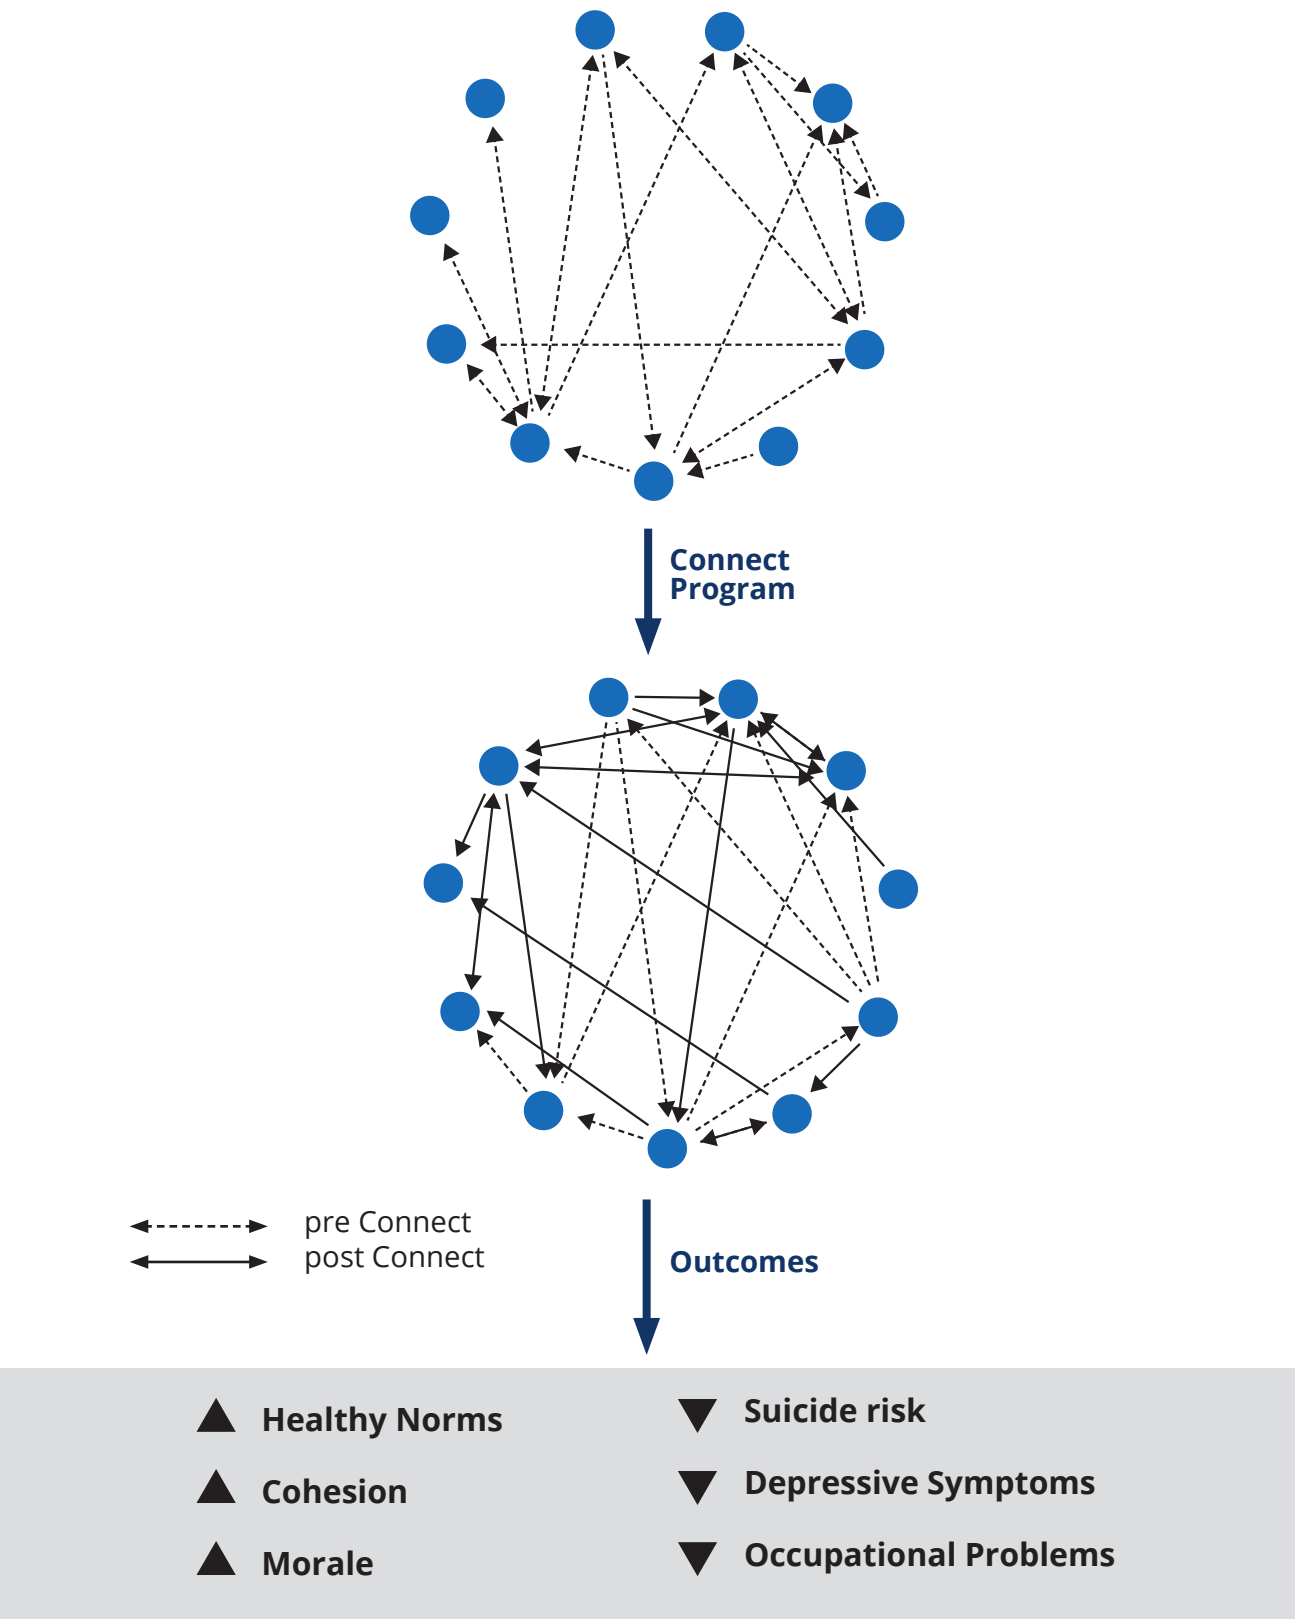 Connect
Program
pre Connect
post Connect
Outcomes
Healthy Norms
Suicide risk
Cohesion
Depressive Symptoms
Morale
Occupational Problems